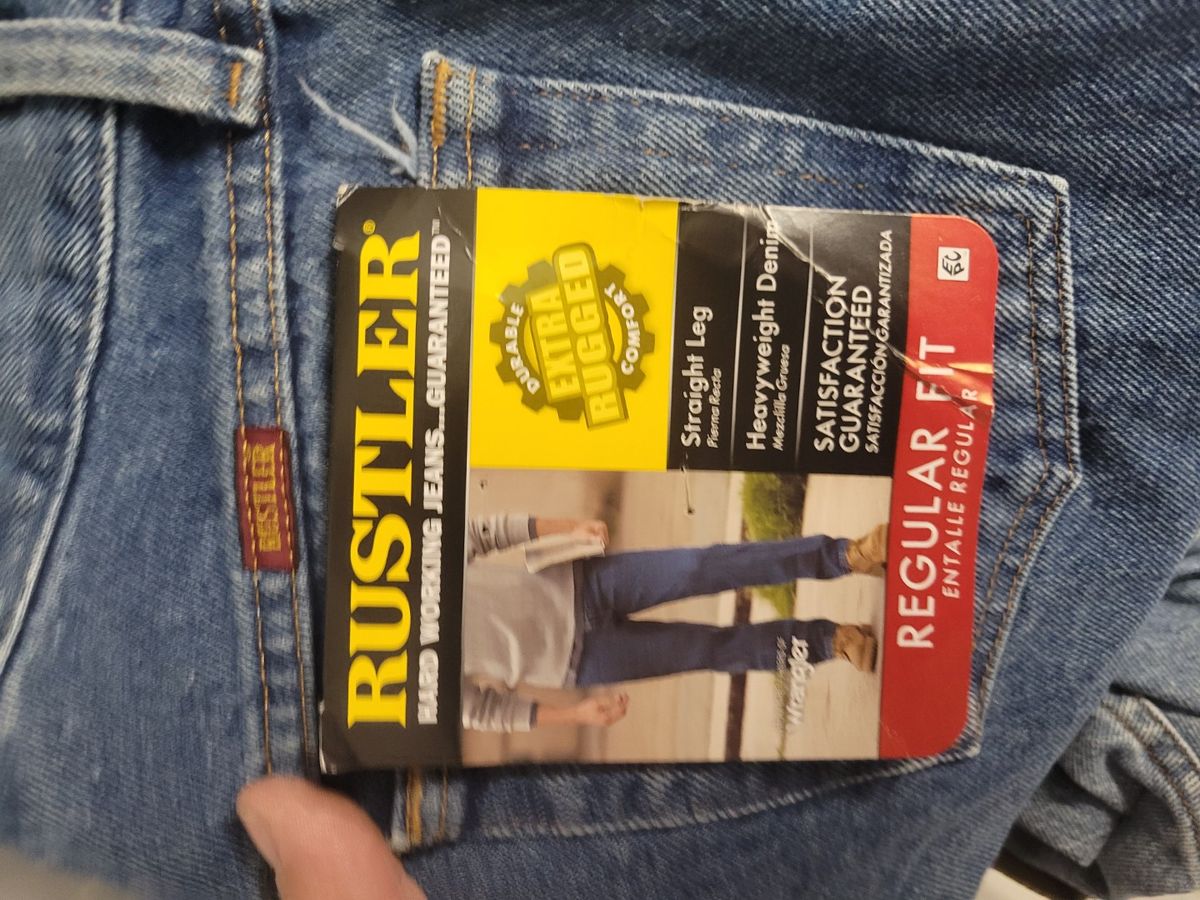 RUSTLER®
HARD WORKING JEANS...GUARANTEED™
DURABLE
EXTRA
RUGGED
COMFORT
Straight Leg
Pierna Recta
Heavyweight Denim
Mezclilla Gruesa
SATISFACTION
GUARANTEED
SATISFACCIÓN GARANTIZADA
Wrangler
REGULAR FIT
ENTALLE REGULAR
RUSTLER